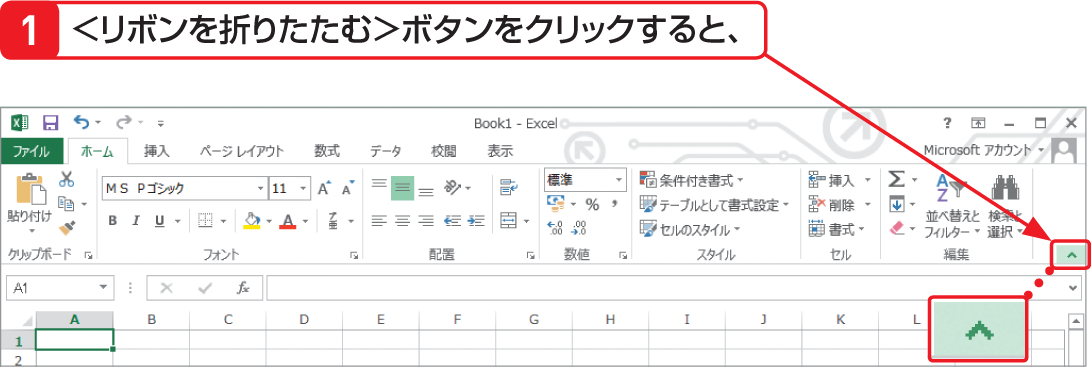 1 <リボンを折りたたむ>ボタンをクリックすると、
Book1 - Excel ?
ファイル ホーム 挿入 ページ レイアウト 数式 データ 校閲 表示 Microsoft アカウント
貼り付け
クリップボード
MS Pゴシック 11 A A
B I U A
フォント
配置
標準
% ,
.00 .00
数値
条件付き書式
テーブルとして書式設定
セルのスタイル
スタイル
挿入
削除
書式
セル
Σ
並べ替えと
フィルター
検索と
選択
編集
A1 fx
A B C D E F G H I J K L
1
2